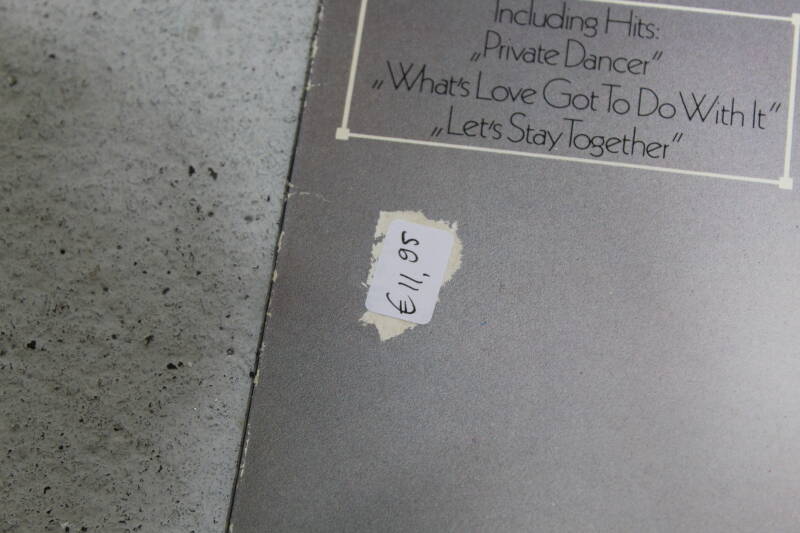 Including Hits:
„Private Dancer”
„What's Love Got To Do With It”
„Let's Stay Together”
€11,95